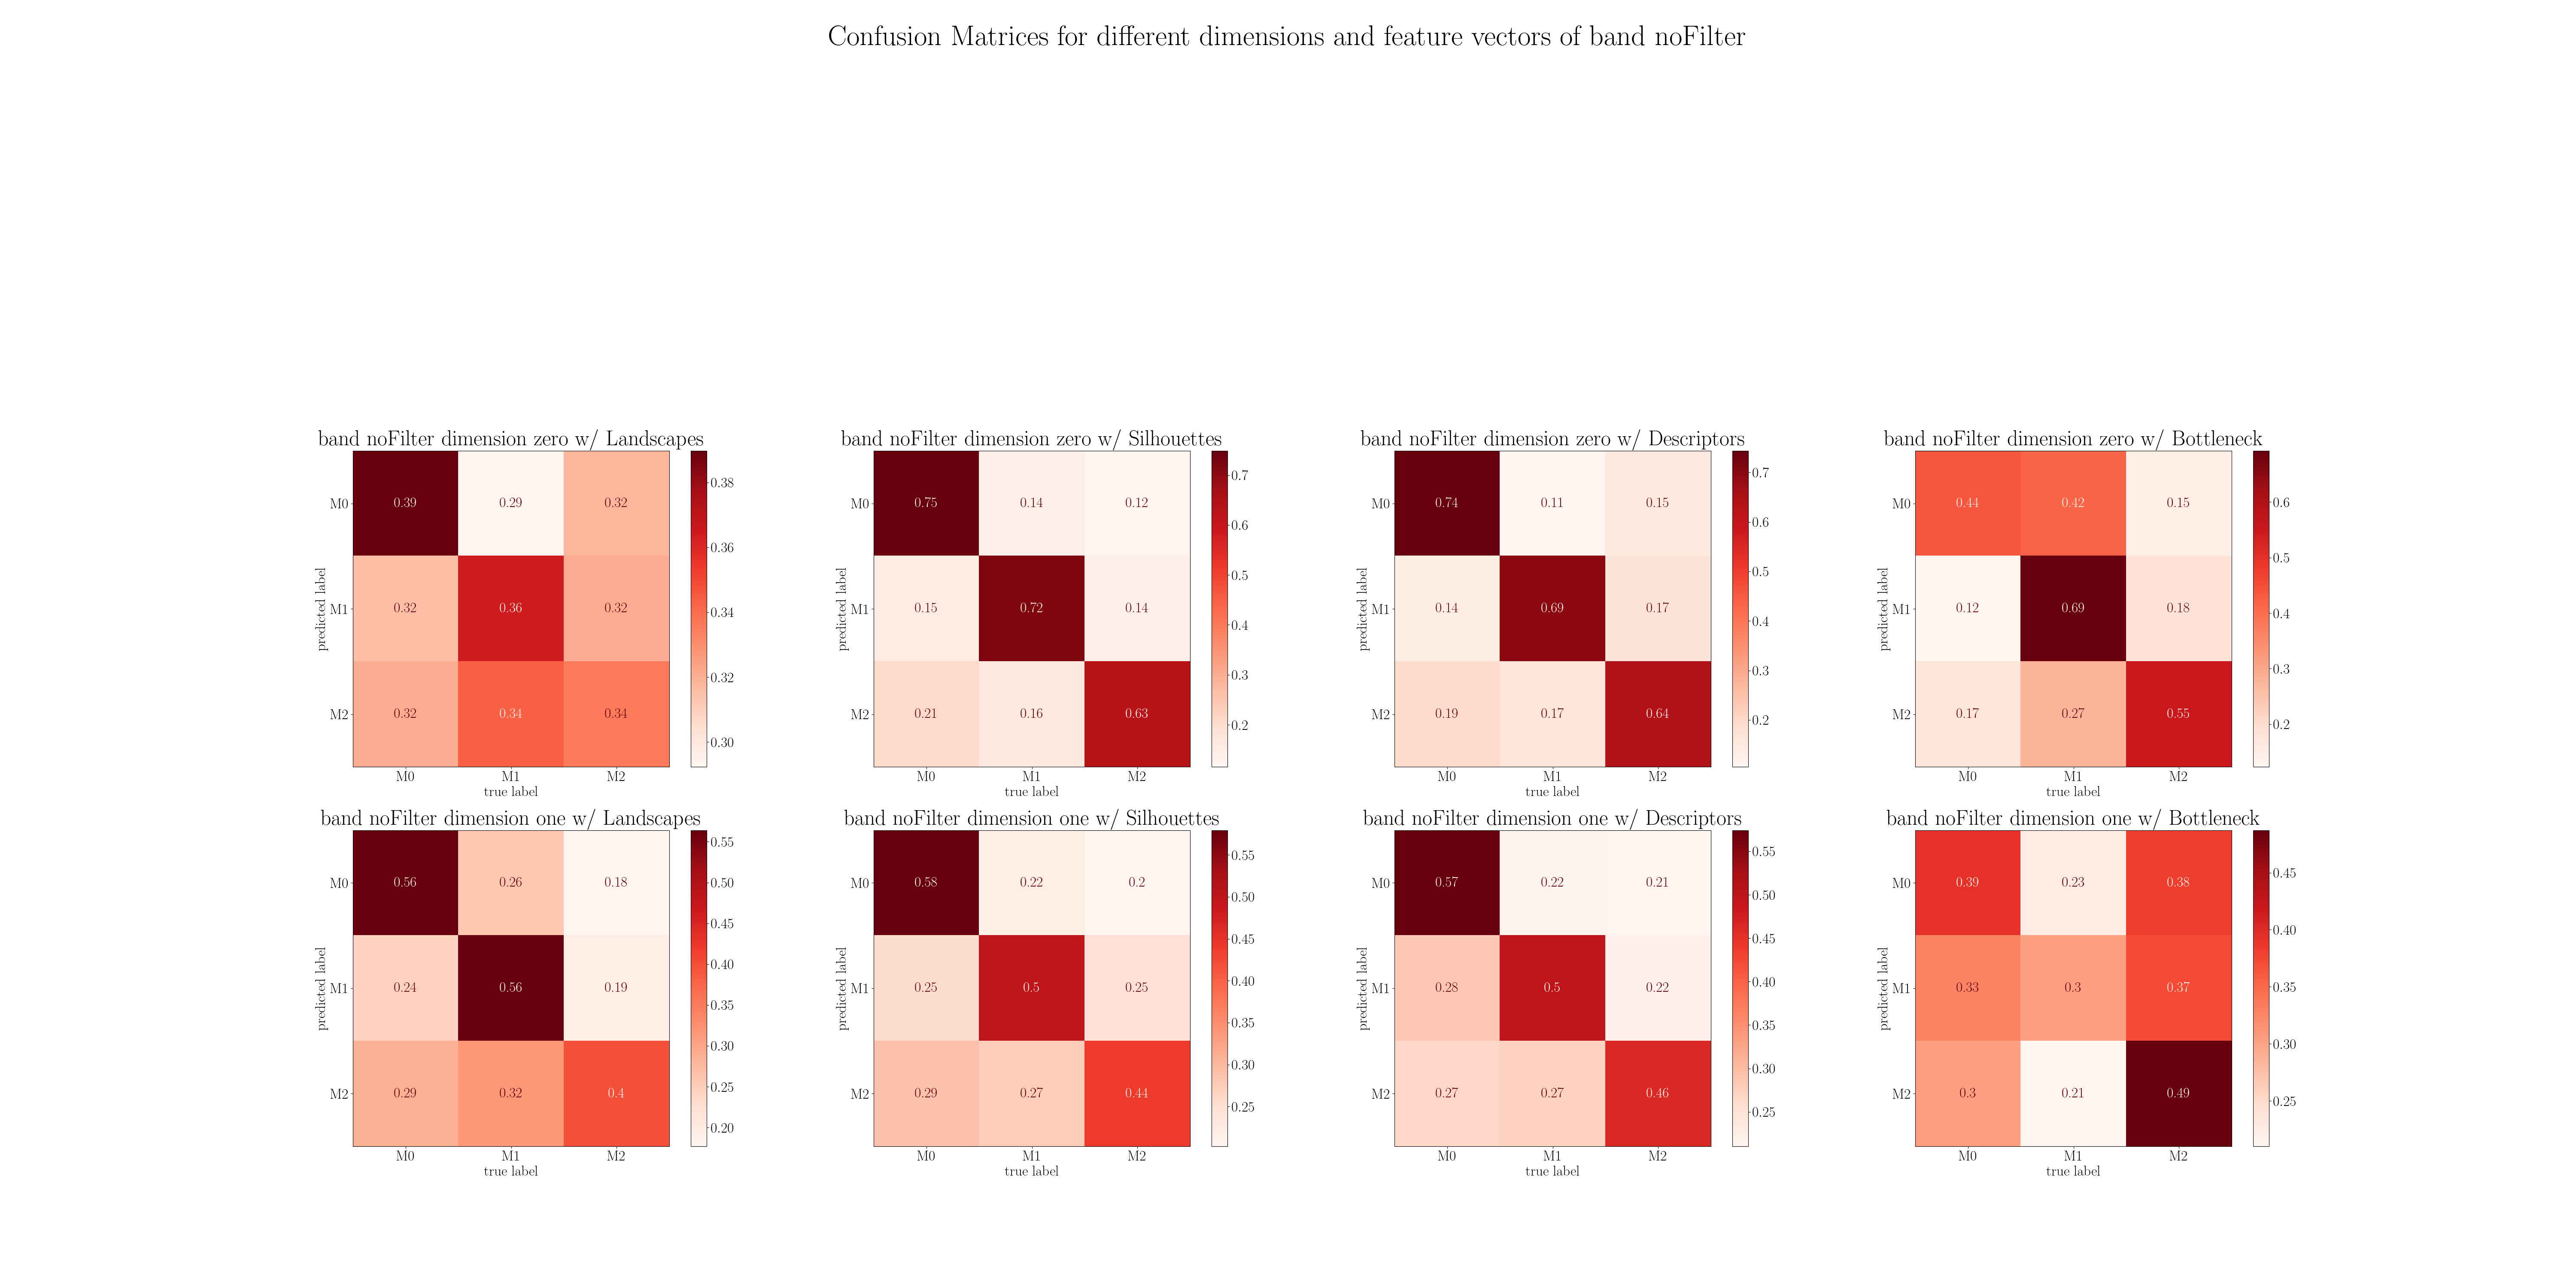 Confusion Matrices for different dimensions and feature vectors of band noFilter
band noFilter dimension zero w/ Landscapes
predicted label
M0 0.39 0.29 0.32
M1 0.32 0.36 0.32
M2 0.32 0.34 0.34
M0 M1 M2
true label
0.38
0.36
0.34
0.32
0.30
band noFilter dimension zero w/ Silhouettes
predicted label
M0 0.75 0.14 0.12
M1 0.15 0.72 0.14
M2 0.21 0.16 0.63
M0 M1 M2
true label
0.7
0.6
0.5
0.4
0.3
0.2
band noFilter dimension zero w/ Descriptors
predicted label
M0 0.74 0.11 0.15
M1 0.14 0.69 0.17
M2 0.19 0.17 0.64
M0 M1 M2
true label
0.7
0.6
0.5
0.4
0.3
0.2
band noFilter dimension zero w/ Bottleneck
predicted label
M0 0.44 0.42 0.15
M1 0.12 0.69 0.18
M2 0.17 0.27 0.55
M0 M1 M2
true label
0.6
0.5
0.4
0.3
0.2
band noFilter dimension one w/ Landscapes
predicted label
M0 0.56 0.26 0.18
M1 0.24 0.56 0.19
M2 0.29 0.32 0.4
M0 M1 M2
true label
0.55
0.50
0.45
0.40
0.35
0.30
0.25
0.20
band noFilter dimension one w/ Silhouettes
predicted label
M0 0.58 0.22 0.2
M1 0.25 0.5 0.25
M2 0.29 0.27 0.44
M0 M1 M2
true label
0.55
0.50
0.45
0.40
0.35
0.30
0.25
band noFilter dimension one w/ Descriptors
predicted label
M0 0.57 0.22 0.21
M1 0.28 0.5 0.22
M2 0.27 0.27 0.46
M0 M1 M2
true label
0.55
0.50
0.45
0.40
0.35
0.30
0.25
band noFilter dimension one w/ Bottleneck
predicted label
M0 0.39 0.23 0.38
M1 0.33 0.3 0.37
M2 0.3 0.21 0.49
M0 M1 M2
true label
0.45
0.40
0.35
0.30
0.25